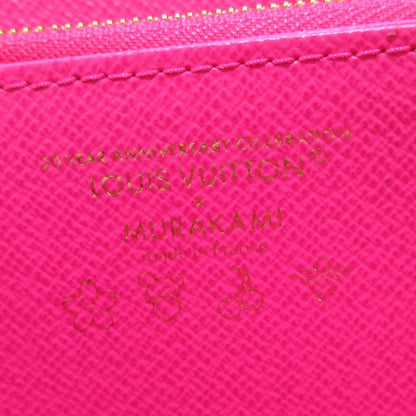 20 YEAR ANNIVERSARY CELEBRATION
LOUIS VUITTON®
×
MURAKAMI
made in France